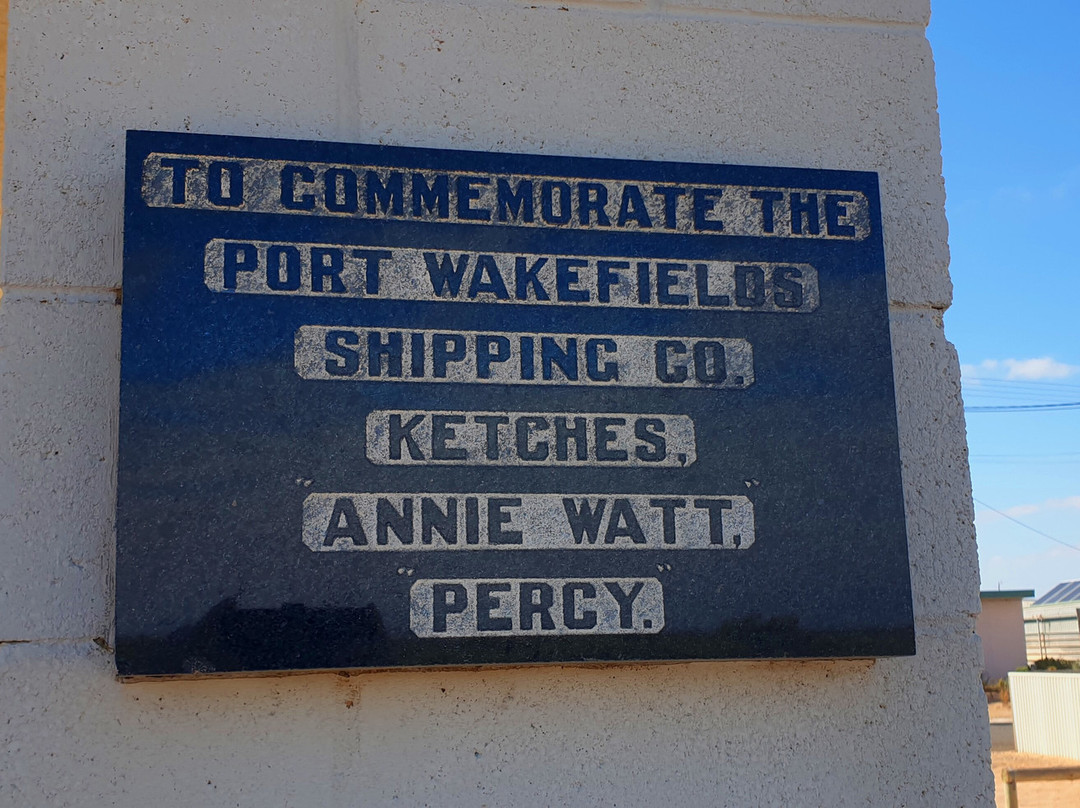 TO COMMEMORATE THE
PORT WAKEFIELDS
SHIPPING CO.
KETCHES,
"ANNIE WATT,"
"PERCY."